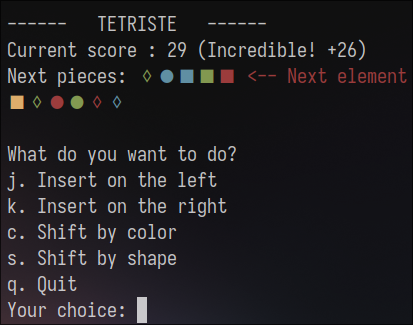 ------ TETRISTE ------
Current score : 29 (Incredible! +26)
Next pieces: ◊ ● ■ ■ ■ <-- Next element
■ ◊ ● ● ◊ ◊
What do you want to do?
j. Insert on the left
k. Insert on the right
c. Shift by color
s. Shift by shape
q. Quit
Your choice: